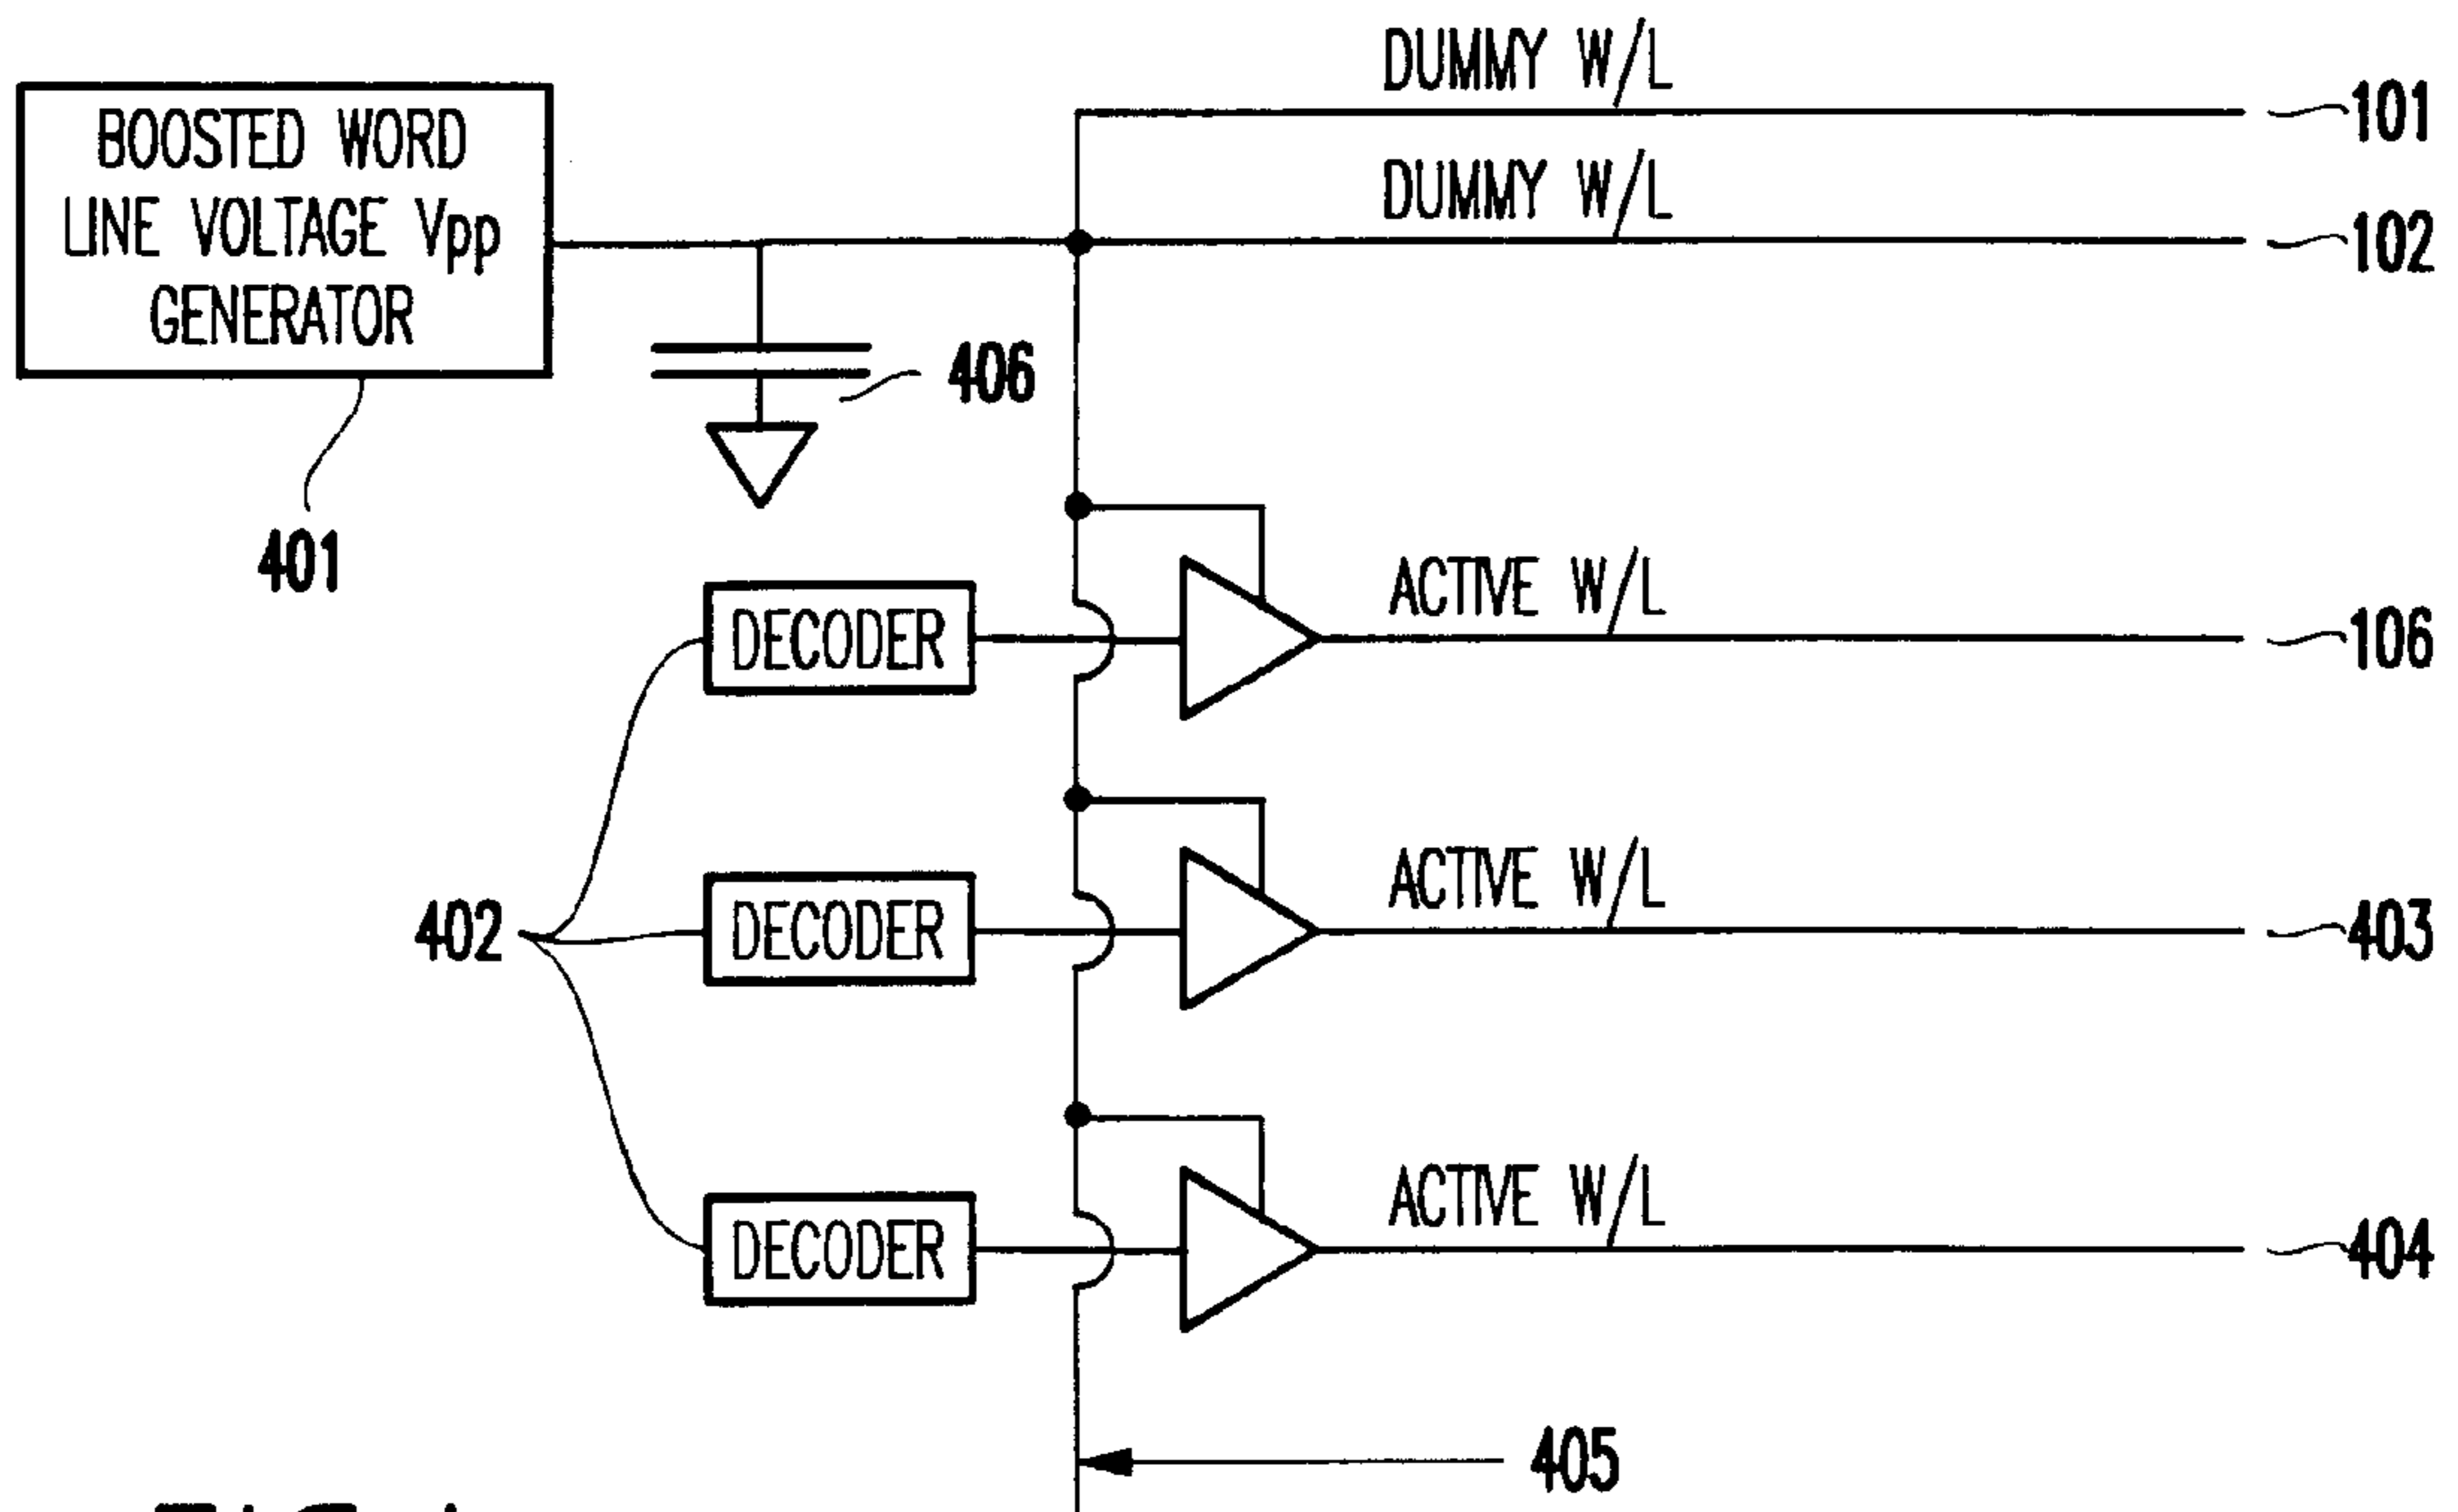 DUMMY W/L
101
BOOSTED WORD
LINE VOLTAGE Vpp
GENERATOR
DUMMY W/L
102
406
401
DECODER
ACTIVE W/L
106
402
DECODER
ACTIVE W/L
403
DECODER
ACTIVE W/L
404
405